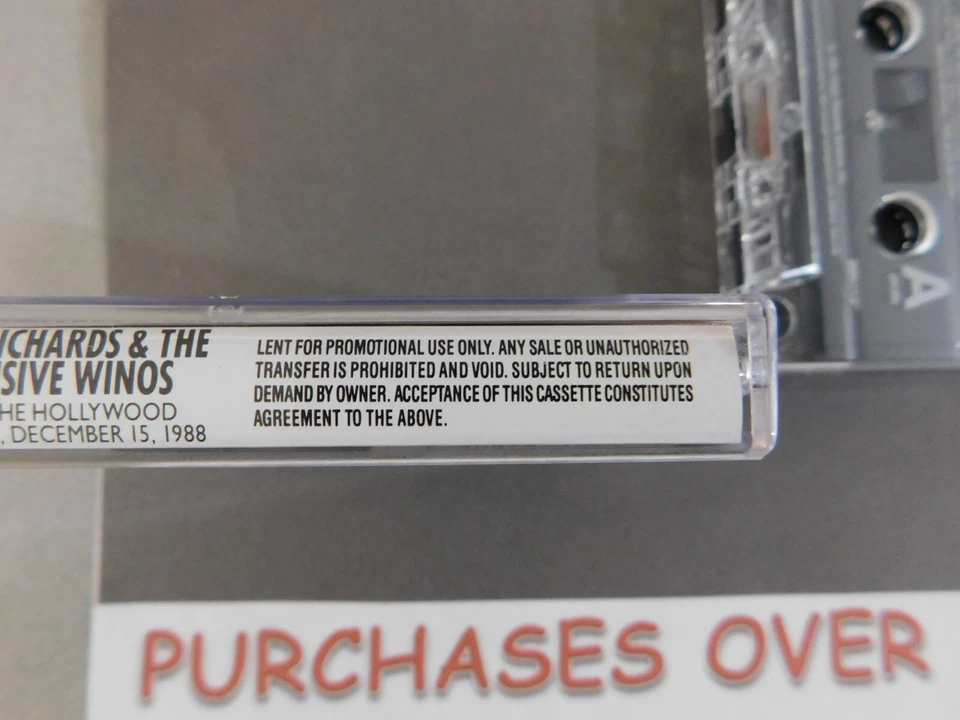 ICHARDS & THE
SIVE WINOS
HE HOLLYWOOD
, DECEMBER 15, 1988
LENT FOR PROMOTIONAL USE ONLY. ANY SALE OR UNAUTHORIZED
TRANSFER IS PROHIBITED AND VOID. SUBJECT TO RETURN UPON
DEMAND BY OWNER. ACCEPTANCE OF THIS CASSETTE CONSTITUTES
AGREEMENT TO THE ABOVE.
A
PURCHASES OVER